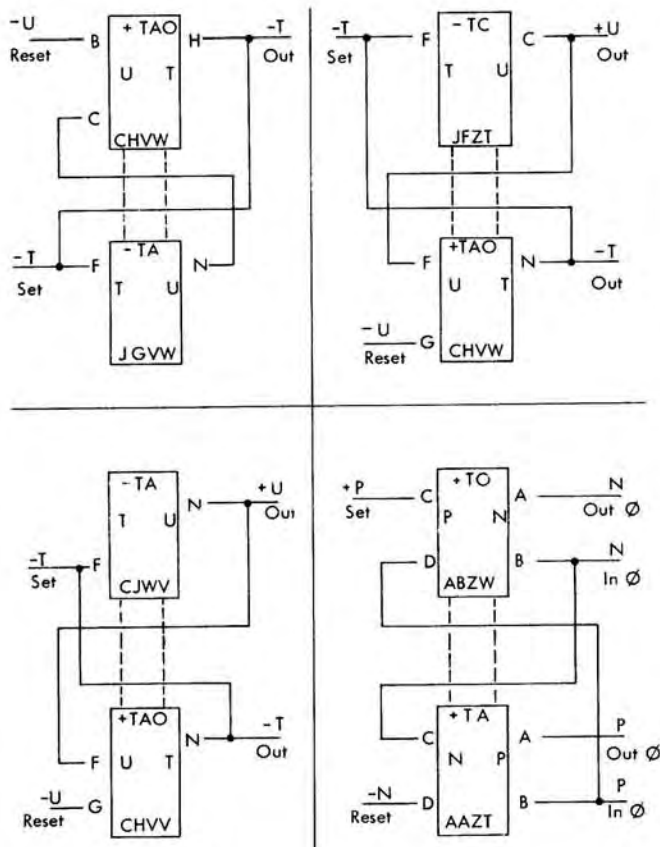 -U B + TAO H -T
Reset Out
U T
C
CHVW
-T F - TA N
Set T U
JGVW
-T F - TC C +U
Set Out
T U
JFZT
F +TAO N -T
U T Out
-U G
Reset CHVW
-TA N +U
T U Out
-T F
Set CJWV
+TAO N -T
F U T Out
-U G
Reset CHVV
+P C +TO A N
Set P N Out Ø
D B N
ABZW In Ø
C + TA A P
N P Out Ø
-N D B P
Reset AAZT In Ø